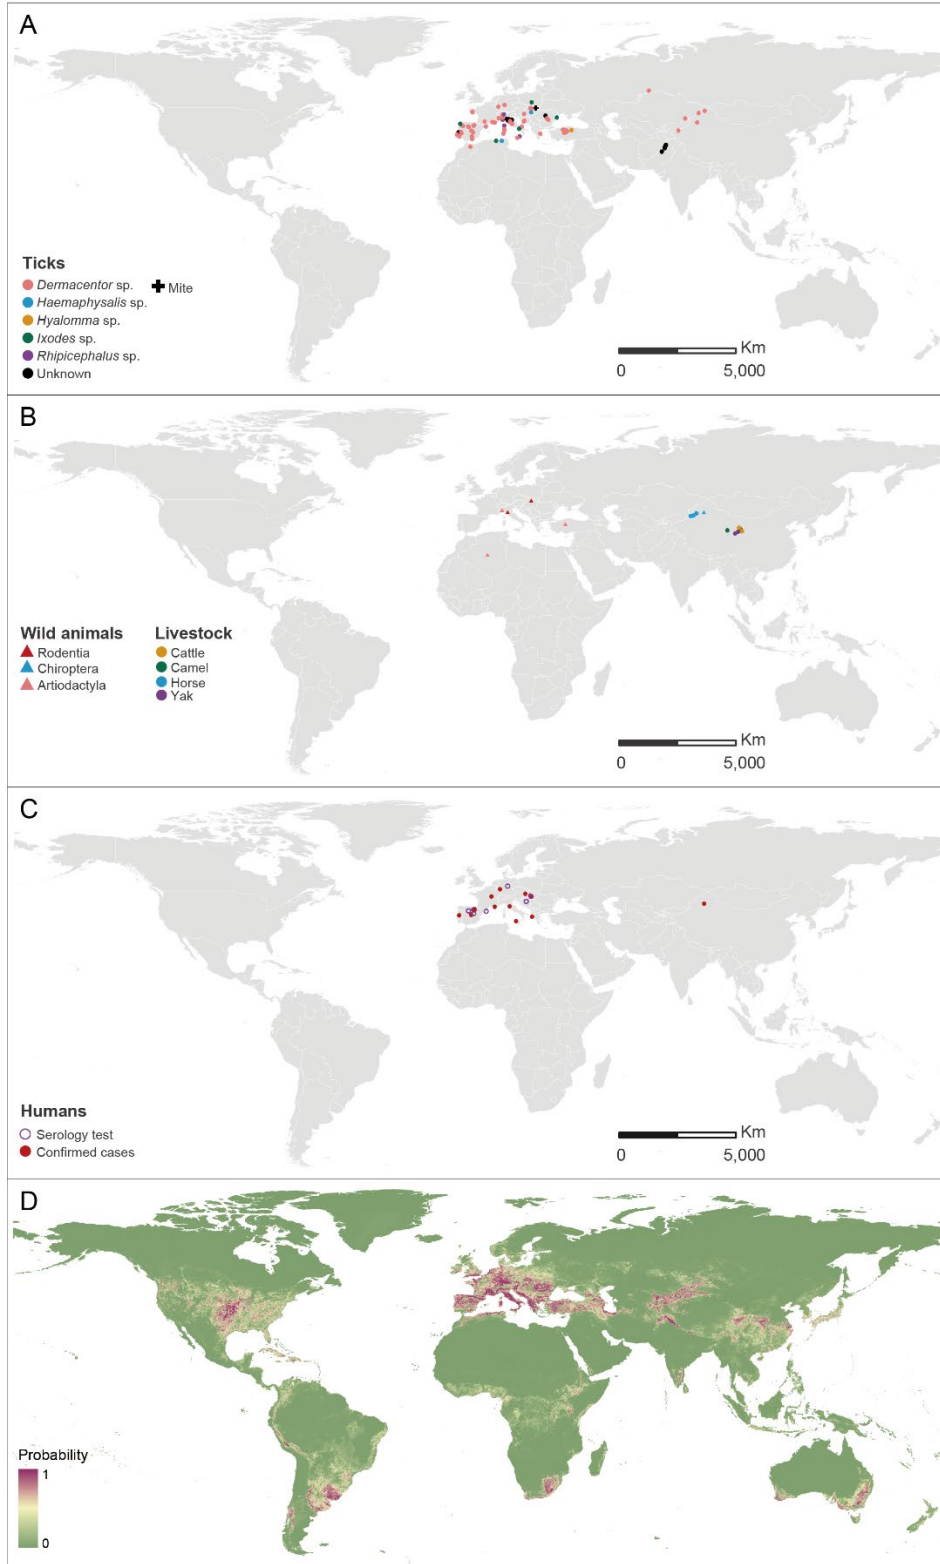 A
Ticks
Dermacentor sp. Mite
Haemaphysalis sp.
Hyalomma sp.
Ixodes sp.
Rhipicephalus sp.
Unknown
Km
0 5,000
B
Wild animals Livestock
Rodentia Cattle
Chiroptera Camel
Artiodactyla Horse
Yak
Km
0 5,000
C
Humans
Serology test
Confirmed cases
Km
0 5,000
D
Probability
1
0